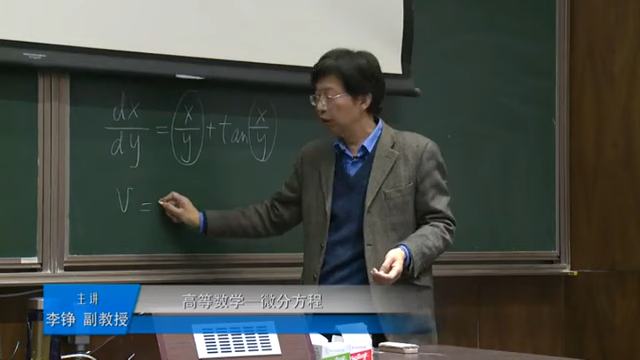 dx/dy = (x/y) + tan(x/y)
v =
主讲
李铮 副教授
高等数学—微分方程